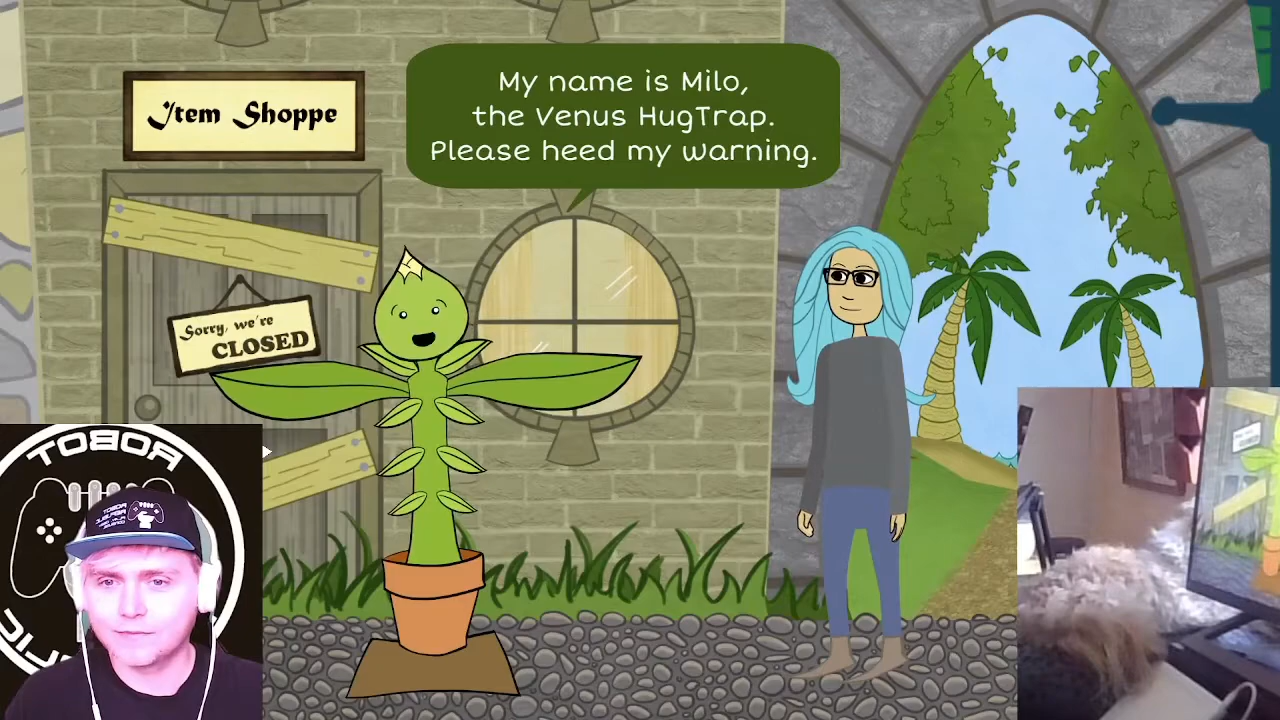 Item Shoppe
My name is Milo,
the Venus HugTrap.
Please heed my warning.
Sorry, we're
CLOSED
ROBOT